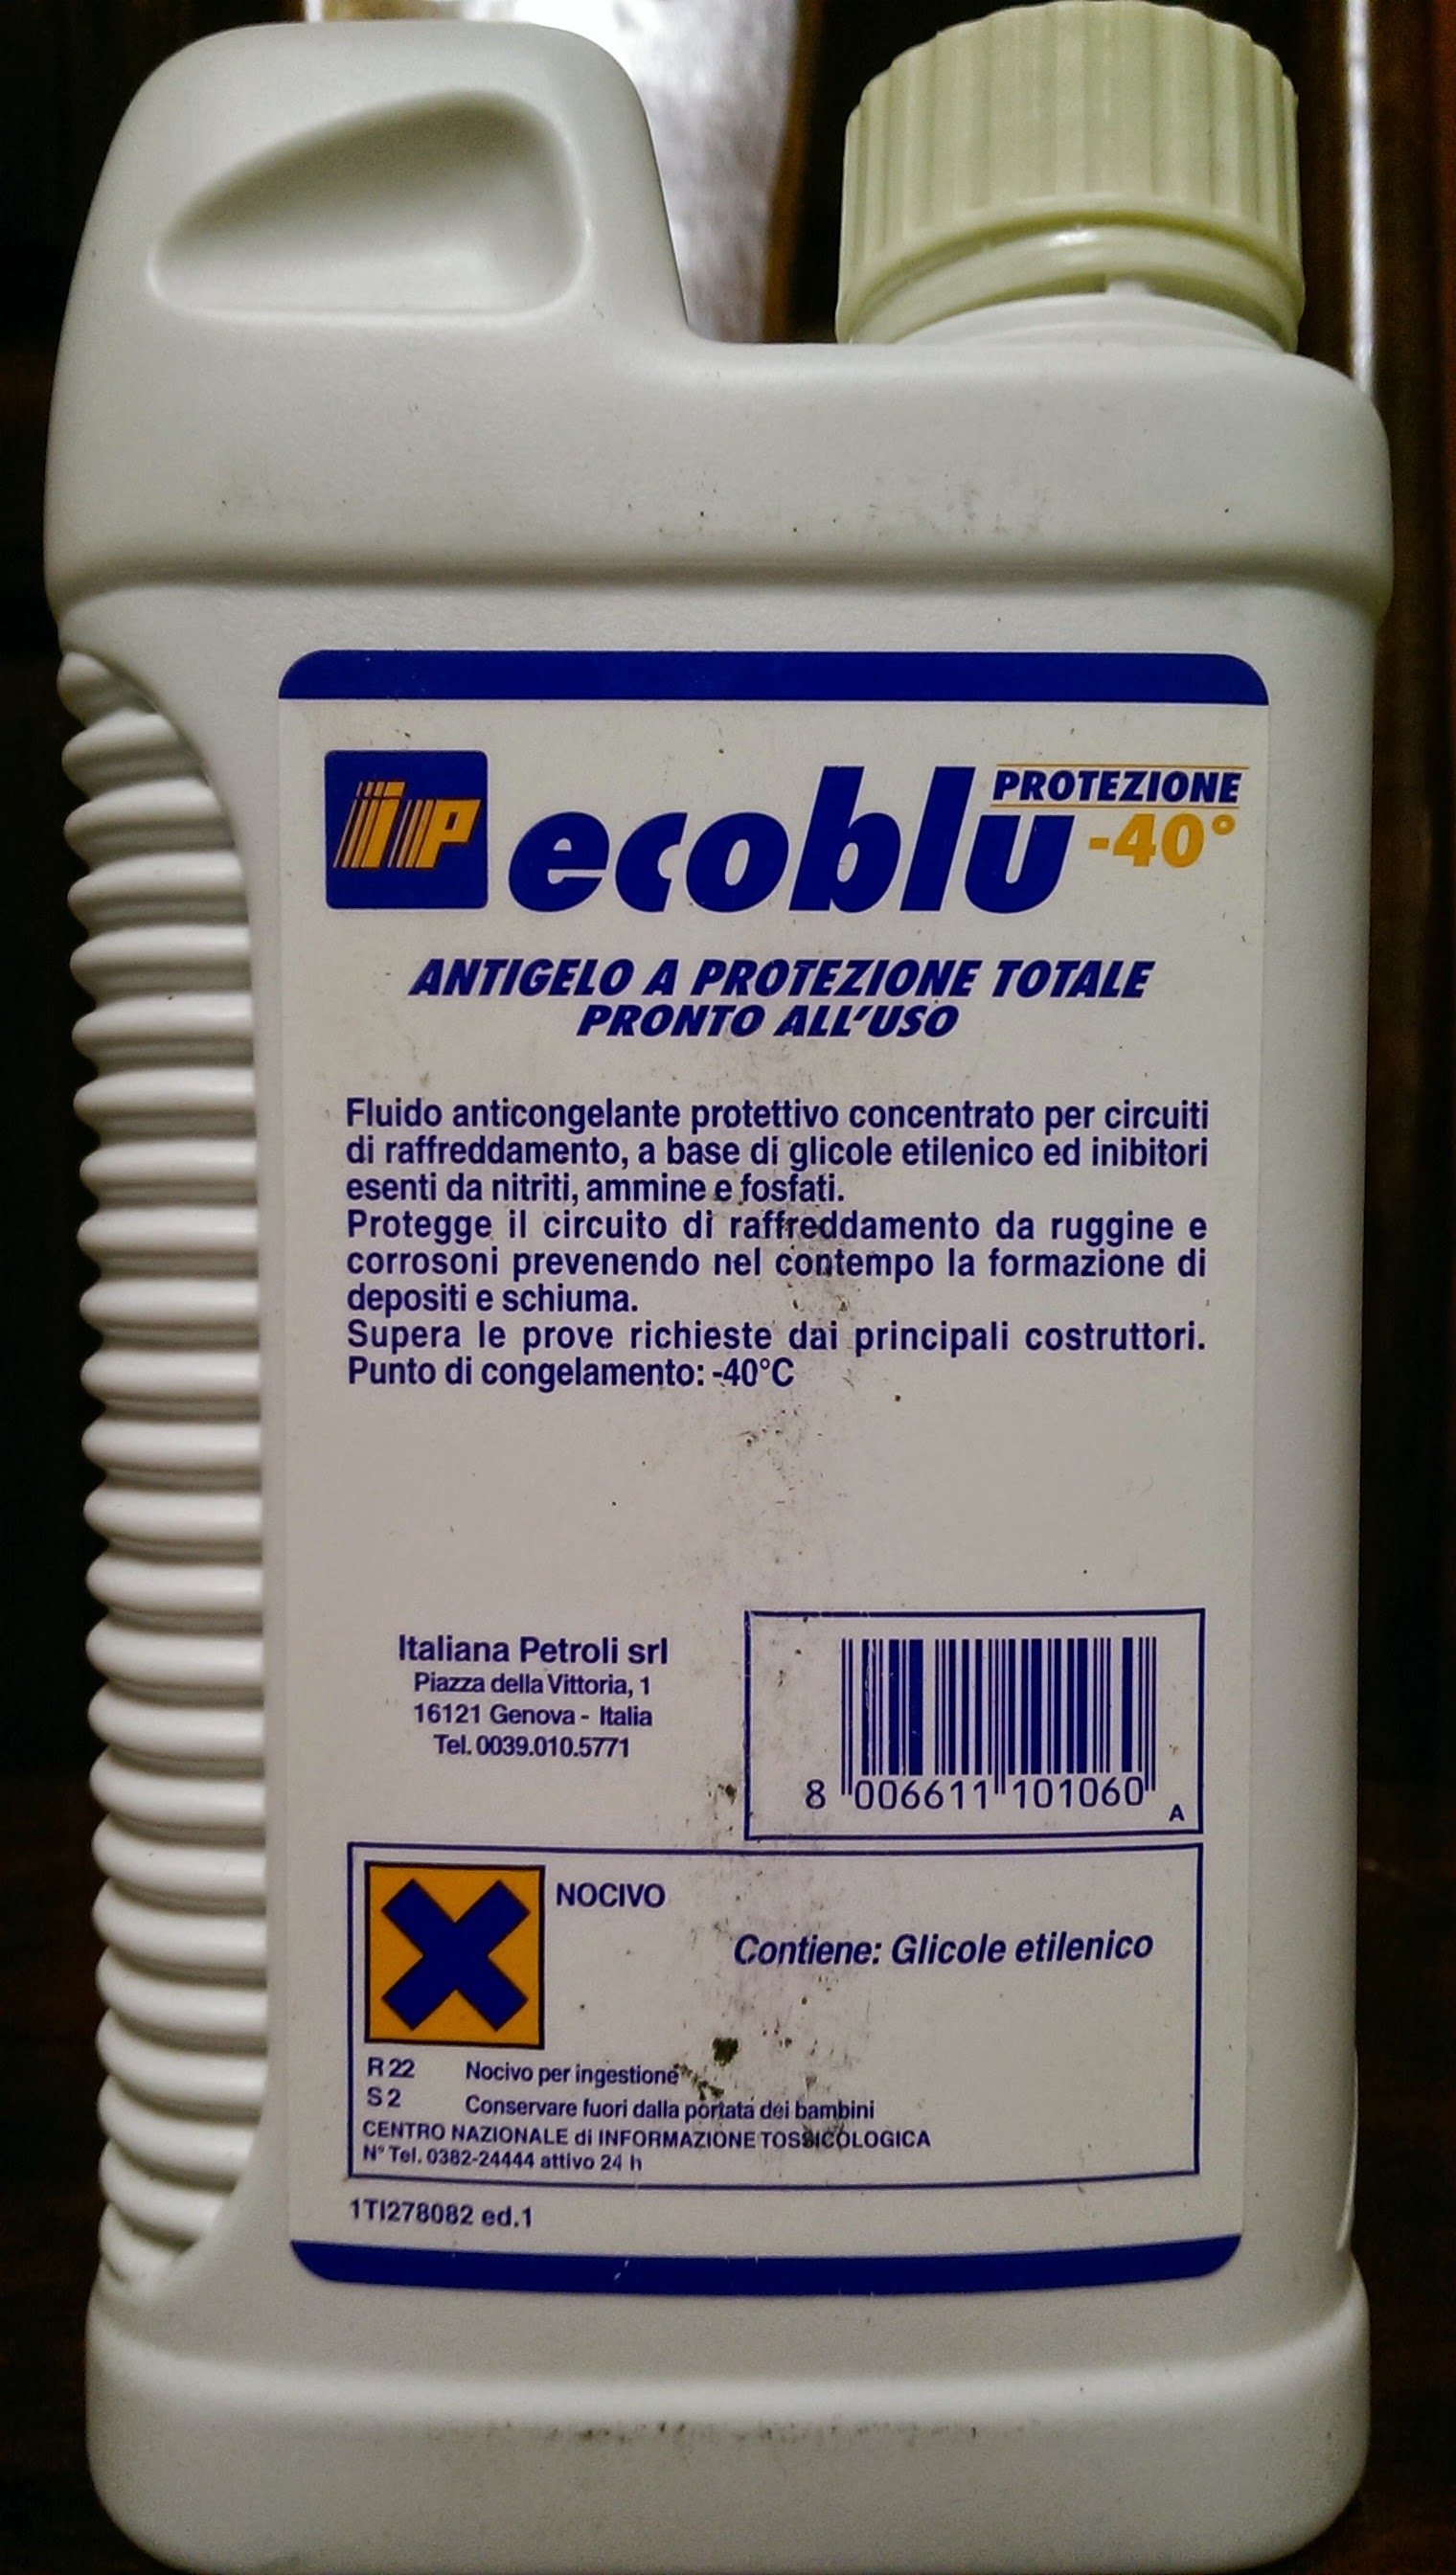 iP ecoblu PROTEZIONE
-40°
ANTIGELO A PROTEZIONE TOTALE
PRONTO ALL'USO
Fluido anticongelante protettivo concentrato per circuiti
di raffreddamento, a base di glicole etilenico ed inibitori
esenti da nitriti, ammine e fosfati.
Protegge il circuito di raffreddamento da ruggine e
corrosoni prevenendo nel contempo la formazione di
depositi e schiuma.
Supera le prove richieste dai principali costruttori.
Punto di congelamento: -40°C
Italiana Petroli srl
Piazza della Vittoria, 1
16121 Genova - Italia
Tel. 0039.010.5771
8 006611 101060
A
NOCIVO
Contiene: Glicole etilenico
R 22 Nocivo per ingestione
S 2 Conservare fuori dalla portata dei bambini
CENTRO NAZIONALE di INFORMAZIONE TOSSICOLOGICA
N° Tel. 0382-24444 attivo 24 h
1TI278082 ed.1